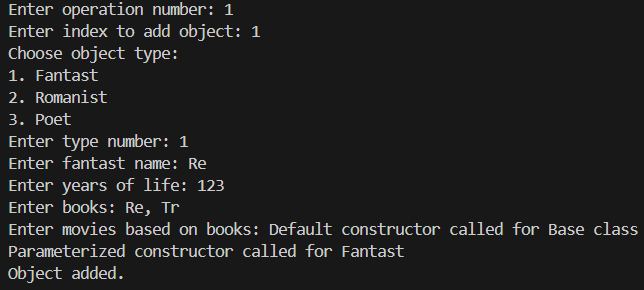 Enter operation number: 1
Enter index to add object: 1
Choose object type:
1. Fantast
2. Romanist
3. Poet
Enter type number: 1
Enter fantast name: Re
Enter years of life: 123
Enter books: Re, Tr
Enter movies based on books: Default constructor called for Base class
Parameterized constructor called for Fantast
Object added.